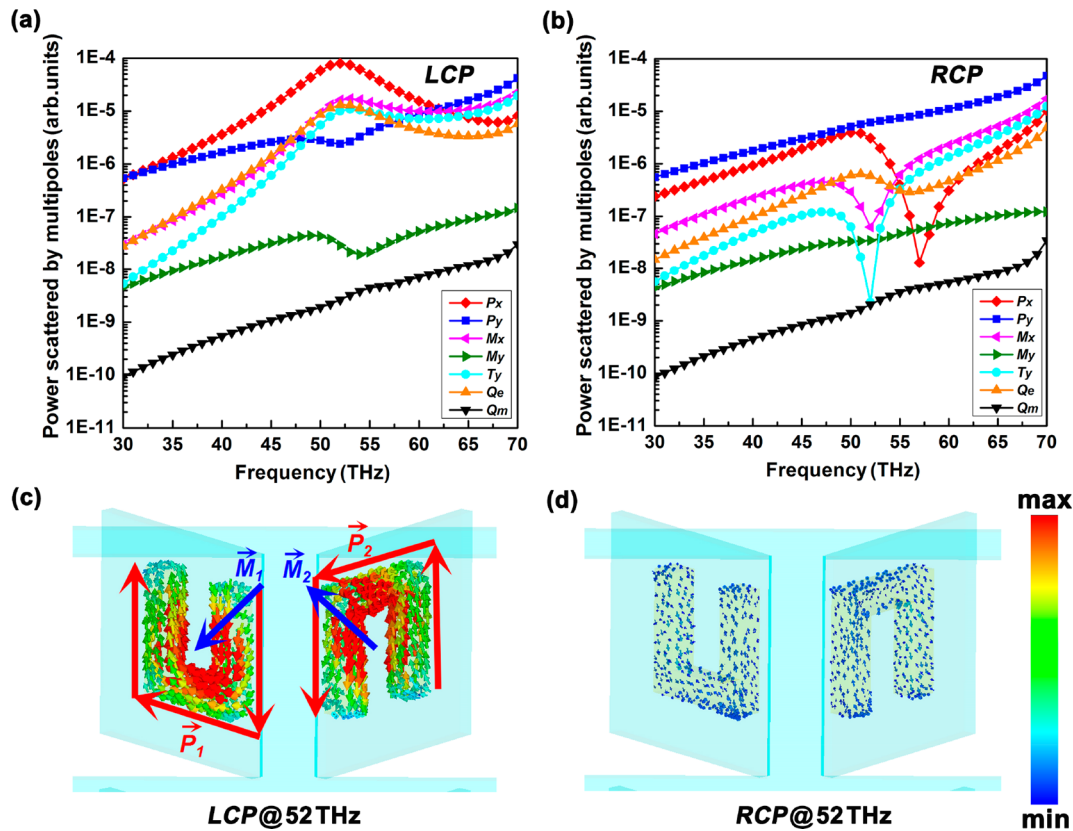 (a)
LCP
Power scattered by multipoles (arb.units)
1E-4
1E-5
1E-6
1E-7
1E-8
1E-9
1E-10
1E-11
30 35 40 45 50 55 60 65 70
Frequency (THz)
Px
Py
Mx
My
Ty
Qe
Qm
(b)
RCP
Power scattered by multipoles (arb.units)
1E-4
1E-5
1E-6
1E-7
1E-8
1E-9
1E-10
1E-11
30 35 40 45 50 55 60 65 70
Frequency (THz)
Px
Py
Mx
My
Ty
Qe
Qm
(c)
M1 M2 P2
P1
LCP@52THz
(d)
RCP@52THz
max
min